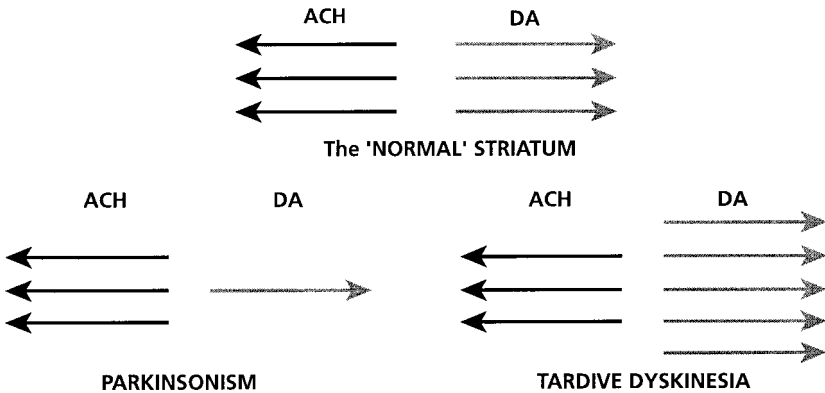 ACH DA
The 'NORMAL' STRIATUM
ACH DA ACH DA
PARKINSONISM TARDIVE DYSKINESIA